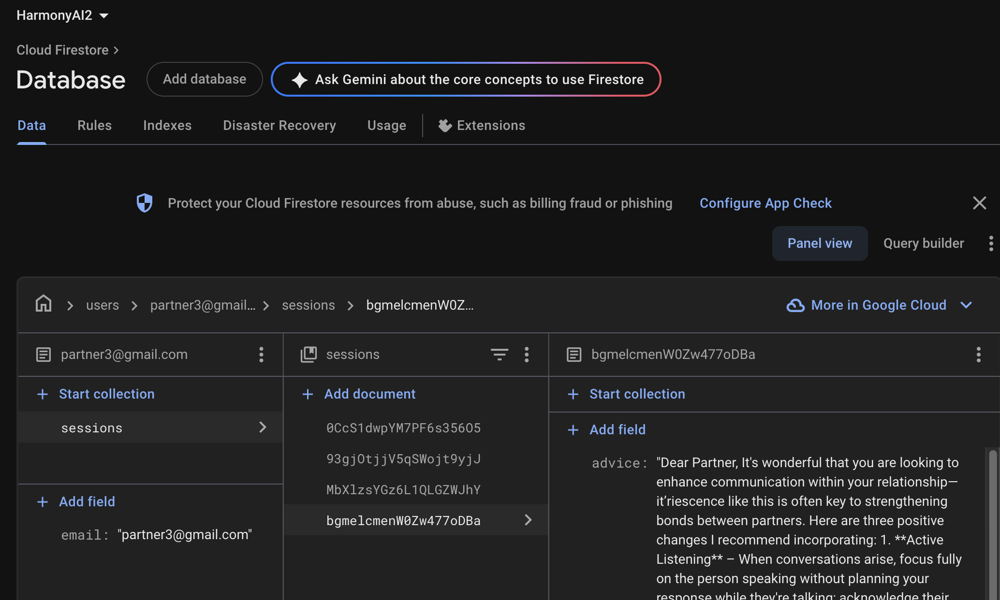 HarmonyAI2
Cloud Firestore
Database
Add database
Ask Gemini about the core concepts to use Firestore
Data
Rules
Indexes
Disaster Recovery
Usage
Extensions
Protect your Cloud Firestore resources from abuse, such as billing fraud or phishing
Configure App Check
Panel view
Query builder
users
partner3@gmail...
sessions
bgmelcmenW0Z...
More in Google Cloud
partner3@gmail.com
Start collection
sessions
Add field
email: "partner3@gmail.com"
sessions
Add document
0CcS1dwpYM7PF6s356O5
93gjOtjjV5qSWojt9yjJ
MbXlzsYGz6L1QLGZWJhY
bgmelcmenW0Zw477oDBa
bgmelcmenW0Zw477oDBa
Start collection
Add field
advice: "Dear Partner, It's wonderful that you are looking to
enhance communication within your relationship—
it’riescence like this is often key to strengthening
bonds between partners. Here are three positive
changes I recommend incorporating: 1. **Active
Listening** – When conversations arise, focus fully
on the person speaking without planning your
response while they're talking; acknowledge their